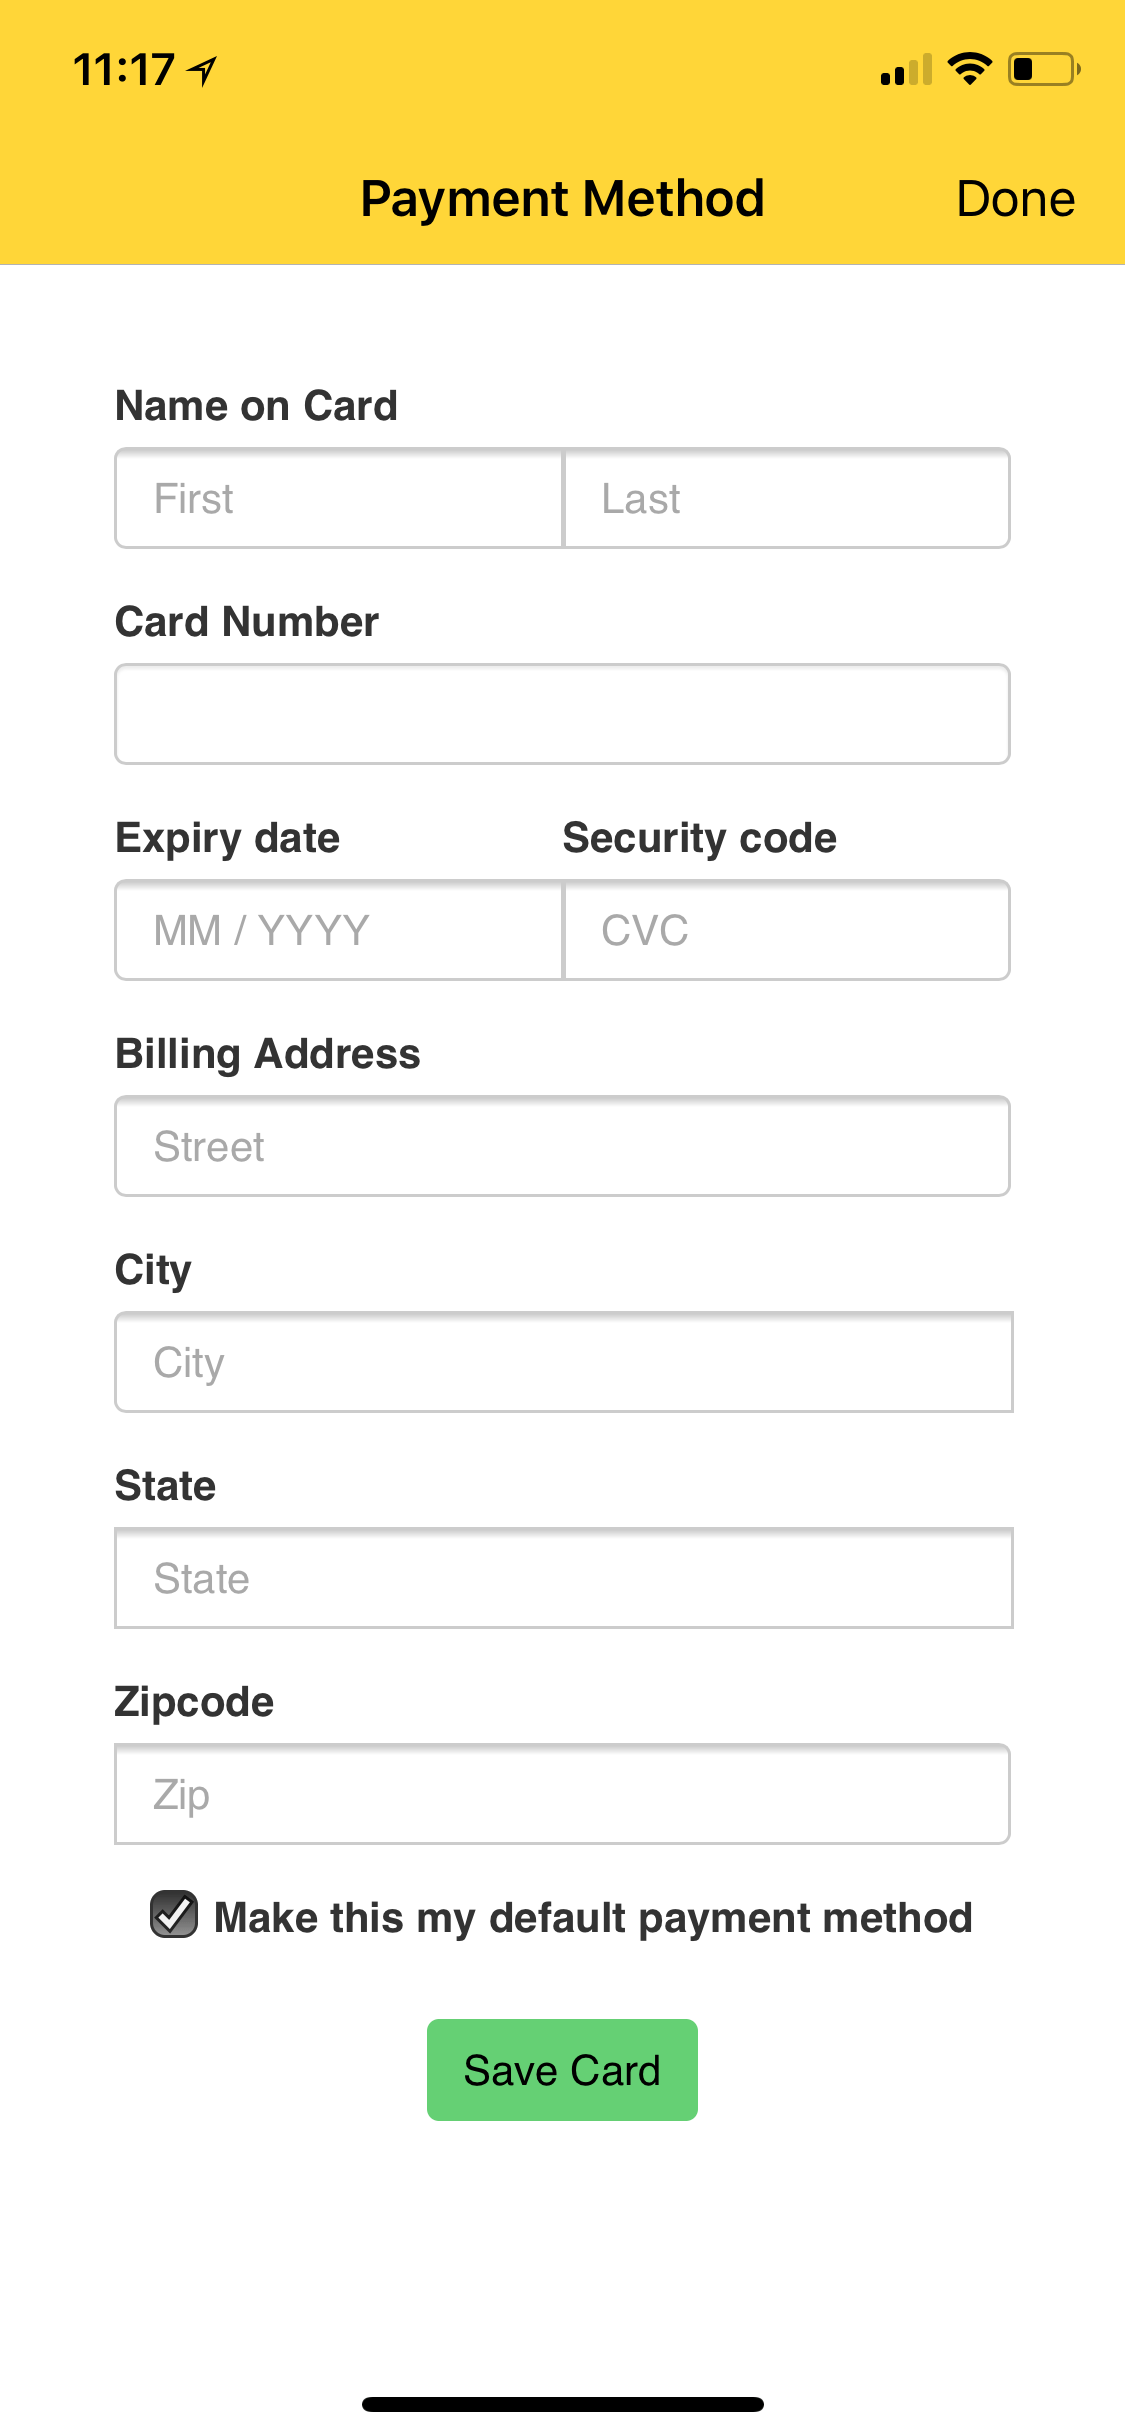 11:17
Payment Method Done
Name on Card
First Last
Card Number
Expiry date Security code
MM / YYYY CVC
Billing Address
Street
City
City
State
State
Zipcode
Zip
Make this my default payment method
Save Card